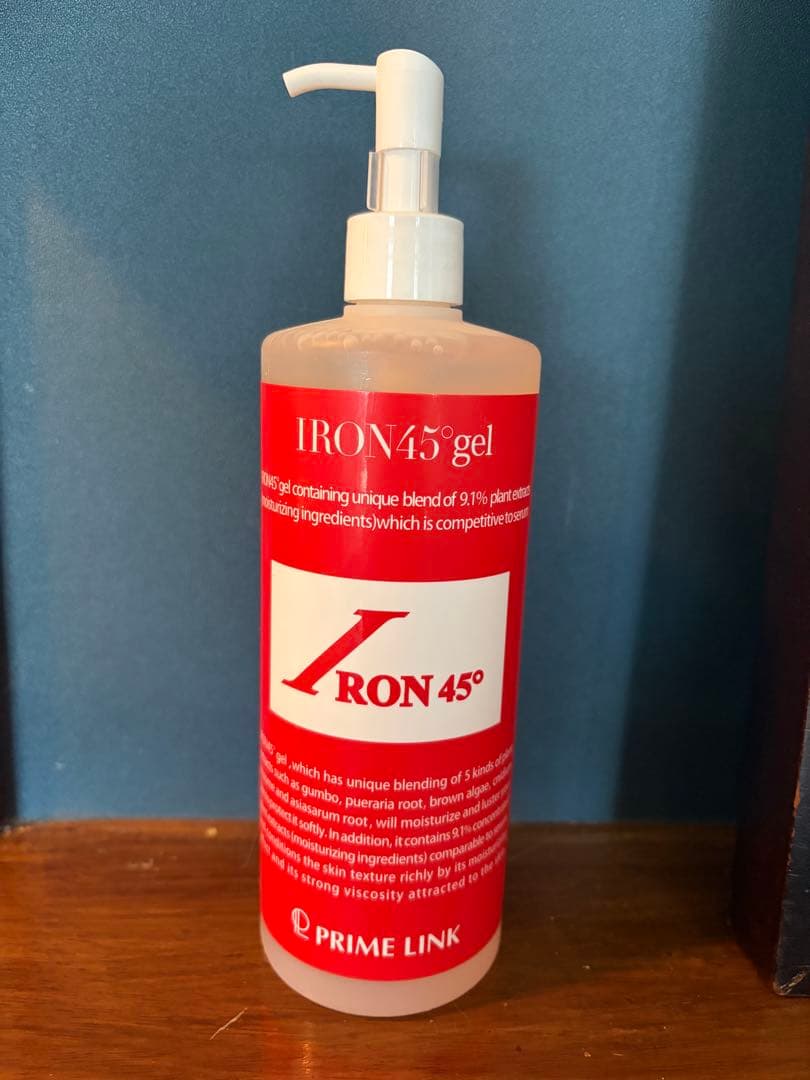 IRON45°gel
IRON45° gel containing unique blend of 9.1% plant extracts
moisturizing ingredients)which is competitive to serum
IRON 45°
gel ,which has unique blending of 5 kinds of
such as gumbo, pueraria root, brown algae,
and asiasarum root, will moisturize and luster
protect it softly. In addition, it contains 9.1%
(moisturizing ingredients) comparable to
the skin texture richly by its
and its strong viscosity attracted to the
PRIME LINK